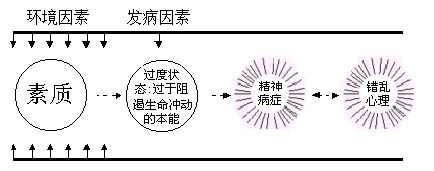 环境因素 发病因素
素质
过度状
态:过于阻
遏生命冲动
的本能
精神
病症
错乱
心理